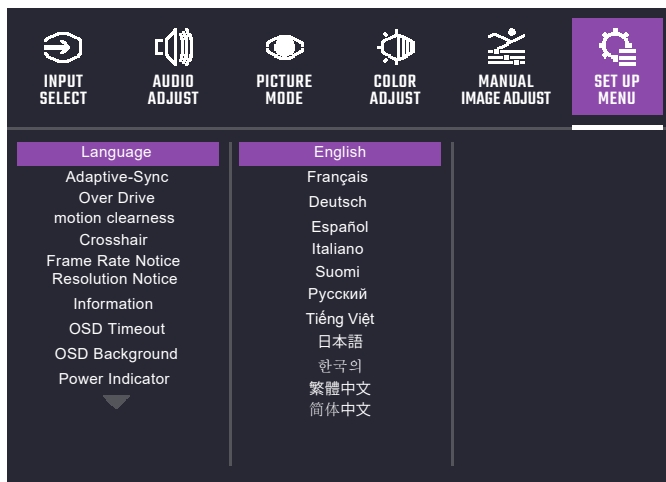 INPUT
SELECT
AUDIO
ADJUST
PICTURE
MODE
COLOR
ADJUST
MANUAL
IMAGE ADJUST
SET UP
MENU
Language
Adaptive-Sync
Over Drive
motion clearness
Crosshair
Frame Rate Notice
Resolution Notice
Information
OSD Timeout
OSD Background
Power Indicator
English
Français
Deutsch
Español
Italiano
Suomi
Русский
Tiếng Việt
日本語
한국의
繁體中文
简体中文